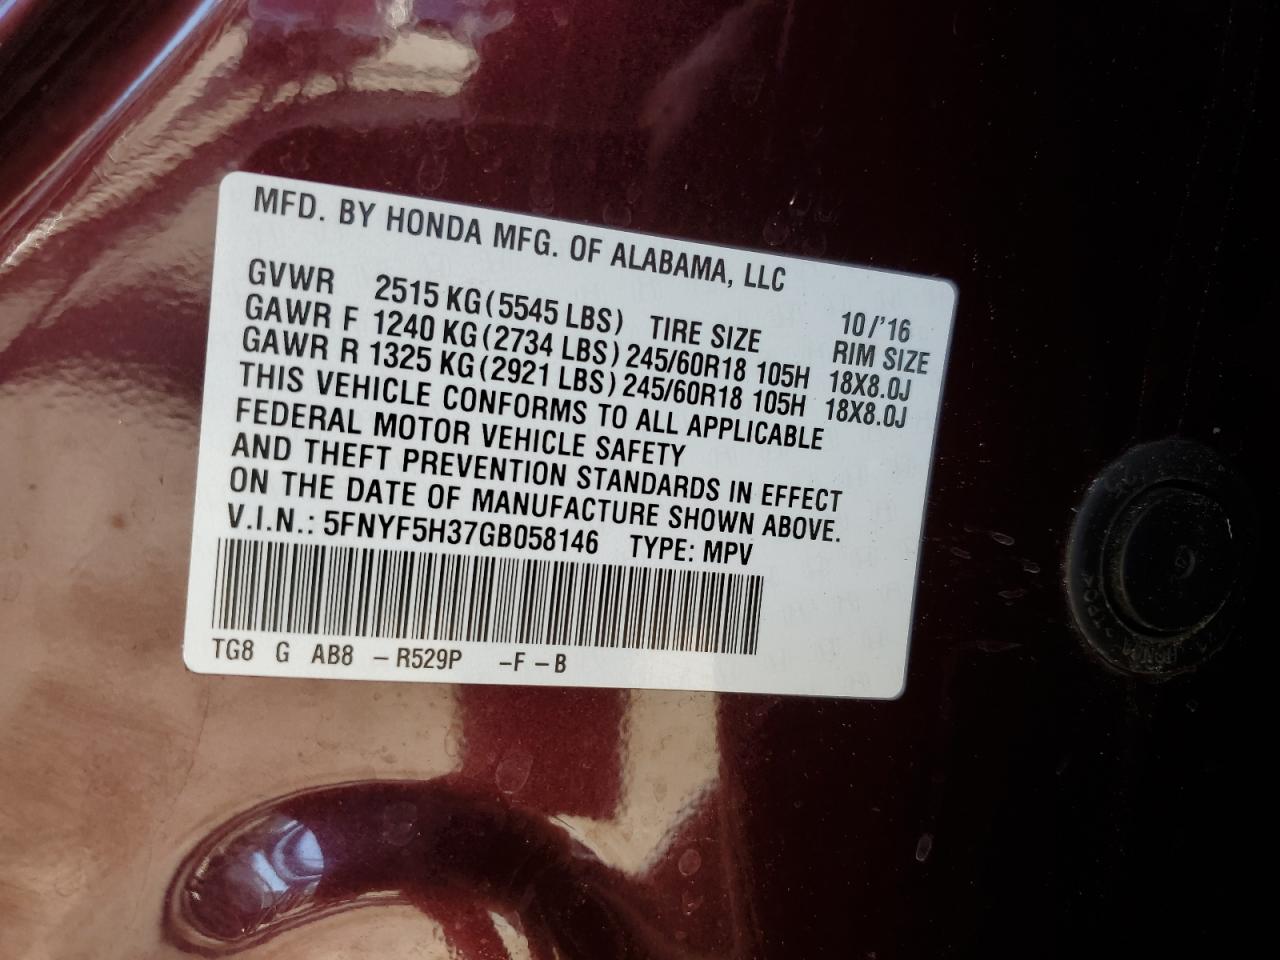 MFD. BY HONDA MFG. OF ALABAMA, LLC
10/'16
GVWR 2515 KG(5545 LBS) TIRE SIZE RIM SIZE
GAWR F 1240 KG(2734 LBS) 245/60R18 105H 18X8.0J
GAWR R 1325 KG(2921 LBS) 245/60R18 105H 18X8.0J
THIS VEHICLE CONFORMS TO ALL APPLICABLE
FEDERAL MOTOR VEHICLE SAFETY
AND THEFT PREVENTION STANDARDS IN EFFECT
ON THE DATE OF MANUFACTURE SHOWN ABOVE.
V.I.N.: 5FNYF5H37GB058146 TYPE: MPV
TG8 G AB8 -R529P -F -B